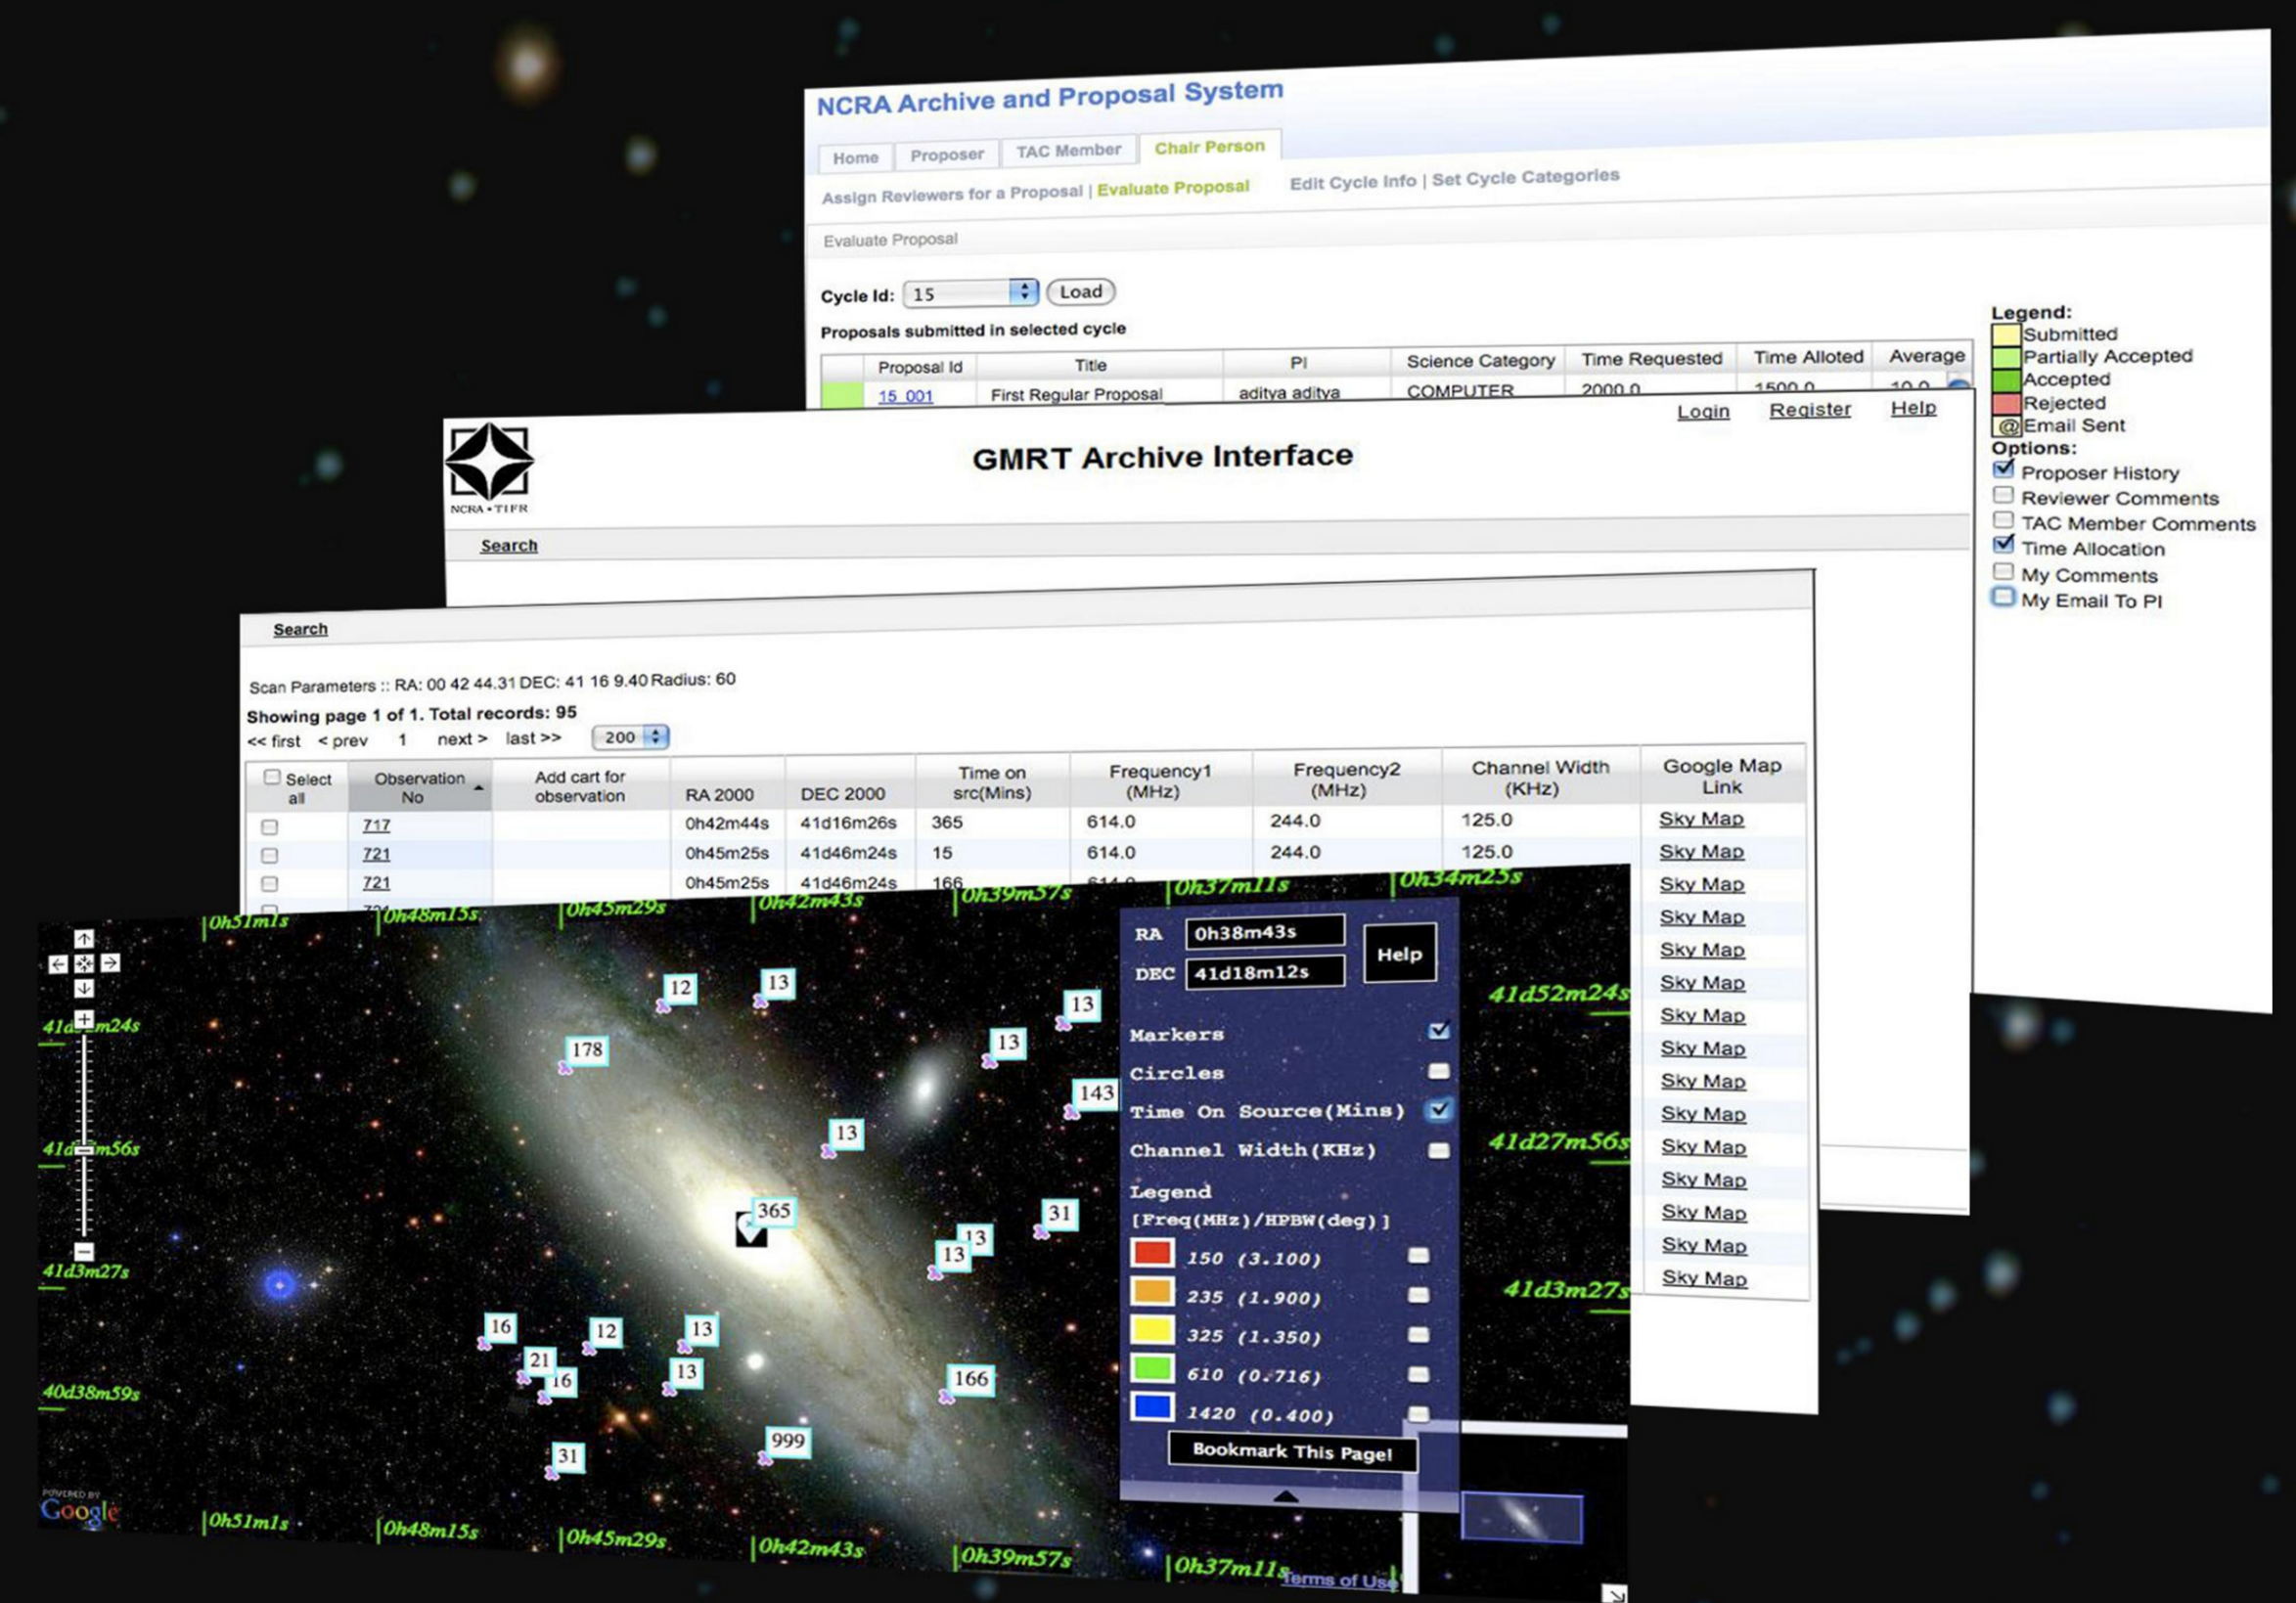 NCRA Archive and Proposal System
Home Proposer TAC Member Chair Person
Assign Reviewers for a Proposal | Evaluate Proposal Edit Cycle Info | Set Cycle Categories
Evaluate Proposal
Cycle Id: 15 Load
Proposals submitted in selected cycle
Proposal Id Title PI Science Category Time Requested Time Alloted Average
15_001 First Regular Proposal aditya aditya COMPUTER 2000.0 1500.0 10.0
Legend:
Submitted
Partially Accepted
Accepted
Rejected
@ Email Sent
Options:
Proposer History
Reviewer Comments
TAC Member Comments
Time Allocation
My Comments
My Email To PI
Login Register Help
GMRT Archive Interface
NCRA • TIFR
Search
Search
Scan Parameters :: RA: 00 42 44.31 DEC: 41 16 9.40 Radius: 60
Showing page 1 of 1. Total records: 95
<< first < prev 1 next > last >> 200
Select all Observation No Add cart for observation RA 2000 DEC 2000 Time on src(Mins) Frequency1 (MHz) Frequency2 (MHz) Channel Width (KHz) Google Map Link
717 0h42m44s 41d16m26s 365 614.0 244.0 125.0 Sky Map
721 0h45m25s 41d46m24s 15 614.0 244.0 125.0 Sky Map
721 0h45m25s 41d46m24s 166 614.0 Sky Map
Sky Map
Sky Map
Sky Map
Sky Map
Sky Map
Sky Map
Sky Map
Sky Map
Sky Map
Sky Map
Sky Map
Sky Map
0h51m1s 0h48m15s 0h45m29s 0h42m43s 0h39m57s 0h37m11s 0h34m25s
12
13
13
178
13
143
13
365
31
13
13
16
12
13
21
16
13
166
31
999
41d3m27s
40d38m59s
RA 0h38m43s
DEC 41d18m12s
Help
Markers
Circles
Time On Source(Mins)
Channel Width(KHz)
Legend
[Freq(MHz)/HPBW(deg)]
150 (3.100)
235 (1.900)
325 (1.350)
610 (0.716)
1420 (0.400)
Bookmark This Page!
41d52m24s
41d27m56s
41d3m27s
POWERED BY
Google
0h51m1s 0h48m15s 0h45m29s 0h42m43s 0h39m57s 0h37m11s
Terms of Use